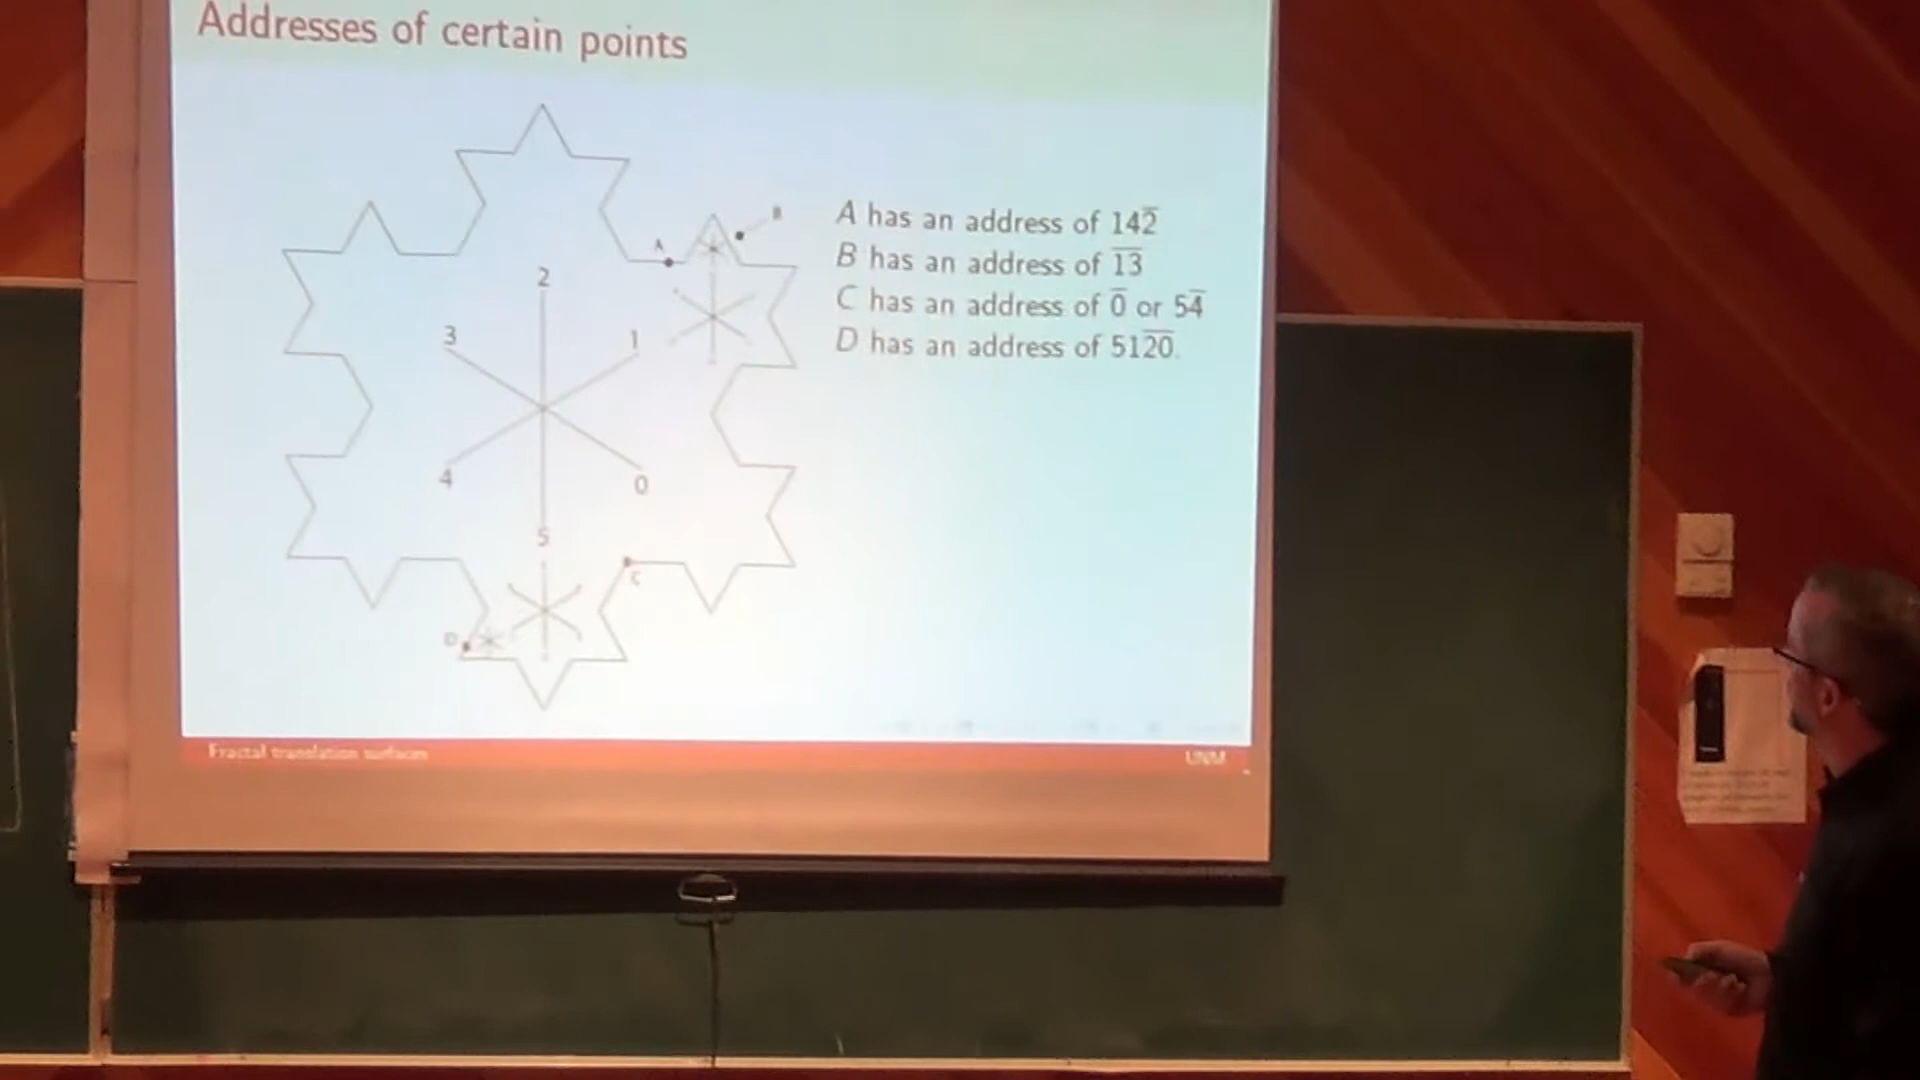 Addresses of certain points
A has an address of 142̅
B has an address of 1̅3̅
C has an address of 0̅ or 54̅
D has an address of 512̅0̅.
B
A
2
3
1
4
0
5
C
D
Fractal translation surfaces
UNM